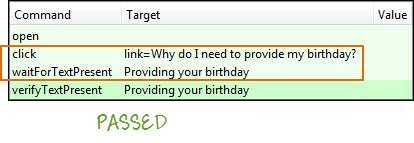 Command Target Value
open
click link=Why do I need to provide my birthday?
waitForTextPresent Providing your birthday
verifyTextPresent Providing your birthday
PASSED